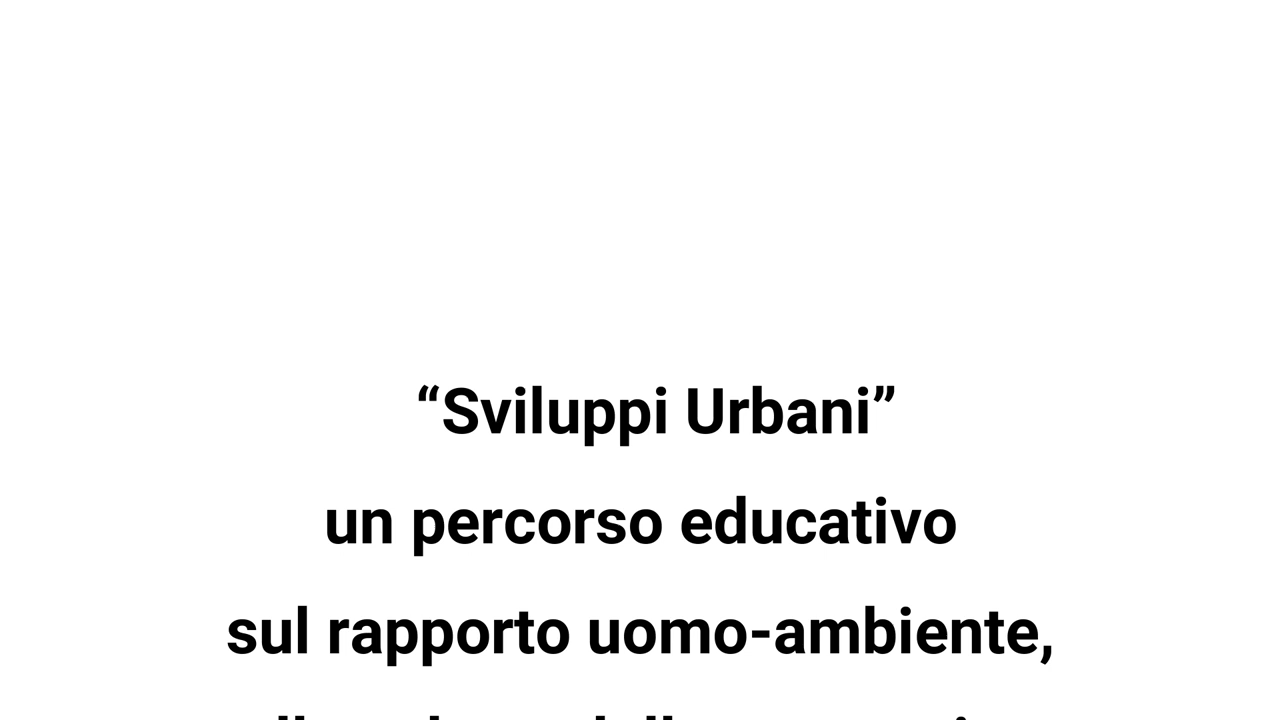 “Sviluppi Urbani”
un percorso educativo
sul rapporto uomo-ambiente,